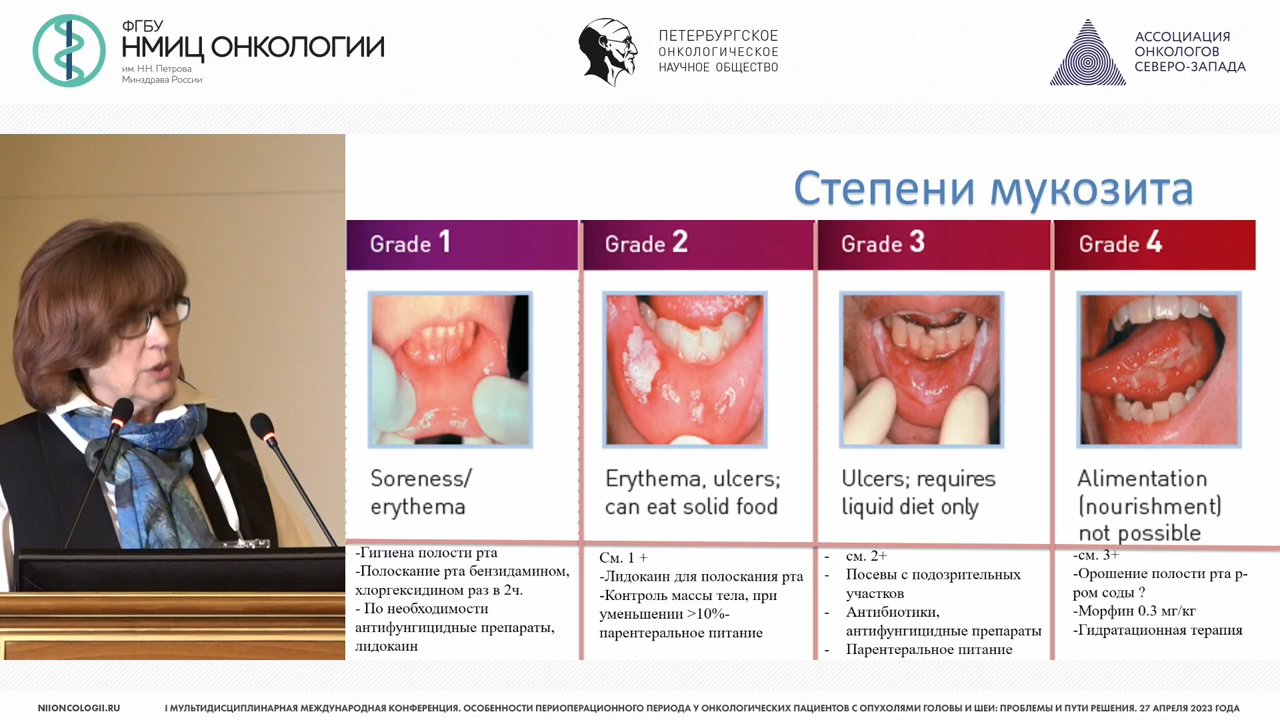 ФГБУ
НМИЦ ОНКОЛОГИИ
им. Н.Н. Петрова
Минздрава России
ПЕТЕРБУРГСКОЕ
ОНКОЛОГИЧЕСКОЕ
НАУЧНОЕ ОБЩЕСТВО
АССОЦИАЦИЯ
ОНКОЛОГОВ
СЕВЕРО-ЗАПАДА
Степени мукозита
Grade 1
Soreness/
erythema
-Гигиена полости рта
-Полоскание рта бензидамином,
хлоргексидином раз в 2ч.
- По необходимости
антифунгицидные препараты,
лидокаин
Grade 2
Erythema, ulcers;
can eat solid food
См. 1 +
-Лидокаин для полоскания рта
-Контроль массы тела, при
уменьшении >10%-
парентеральное питание
Grade 3
Ulcers; requires
liquid diet only
- см. 2+
- Посевы с подозрительных
участков
- Антибиотики,
антифунгицидные препараты
- Парентеральное питание
Grade 4
Alimentation
(nourishment)
not possible
-см. 3+
-Орошение полости рта р-
ром соды ?
-Морфин 0.3 мг/кг
-Гидратационная терапия
NIIONCOLOGII.RU
I МУЛЬТИДИСЦИПЛИНАРНАЯ МЕЖДУНАРОДНАЯ КОНФЕРЕНЦИЯ. ОСОБЕННОСТИ ПЕРИОПЕРАЦИОННОГО ПЕРИОДА У ОНКОЛОГИЧЕСКИХ ПАЦИЕНТОВ С ОПУХОЛЯМИ ГОЛОВЫ И ШЕИ: ПРОБЛЕМЫ И ПУТИ РЕШЕНИЯ. 27 АПРЕЛЯ 2023 ГОДА